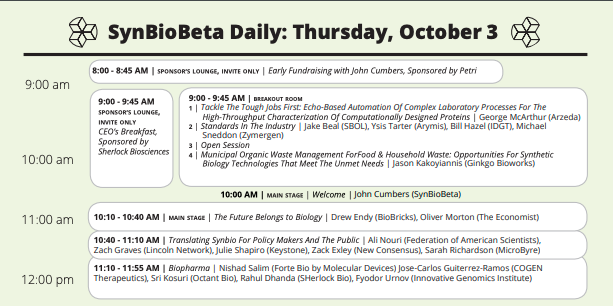 SynBioBeta Daily: Thursday, October 3
8:00 - 8:45 AM | SPONSOR'S LOUNGE, INVITE ONLY | Early Fundraising with John Cumbers, Sponsored by Petri
9:00 am
9:00 - 9:45 AM
SPONSOR'S LOUNGE,
INVITE ONLY
CEO's Breakfast,
Sponsored by
Sherlock Biosciences
9:00 - 9:45 AM | BREAKOUT ROOM
1 | Tackle The Tough Jobs First: Echo-Based Automation Of Complex Laboratory Processes For The
High-Throughput Characterization Of Computationally Designed Proteins | George McArthur (Arzeda)
2 | Standards In The Industry | Jake Beal (SBOL), Ysis Tarter (Arymis), Bill Hazel (IDGT), Michael
Sneddon (Zymergen)
3 | Open Session
4 | Municipal Organic Waste Management ForFood & Household Waste: Opportunities For Synthetic
Biology Technologies That Meet The Unmet Needs | Jason Kakoyiannis (Ginkgo Bioworks)
10:00 am
10:00 AM | MAIN STAGE | Welcome | John Cumbers (SynBioBeta)
11:00 am
10:10 - 10:40 AM | MAIN STAGE | The Future Belongs to Biology | Drew Endy (BioBricks), Oliver Morton (The Economist)
10:40 - 11:10 AM | Translating Synbio For Policy Makers And The Public | Ali Nouri (Federation of American Scientists),
Zach Graves (Lincoln Network), Julie Shapiro (Keystone), Zack Exley (New Consensus), Sarah Richardson (MicroByre)
12:00 pm
11:10 - 11:55 AM | Biopharma | Nishad Salim (Forte Bio by Molecular Devices) Jose-Carlos Guiterrez-Ramos (COGEN
Therapeutics), Sri Kosuri (Octant Bio), Rahul Dhanda (SHerlock Bio), Fyodor Urnov (Innovative Genomics Institute)